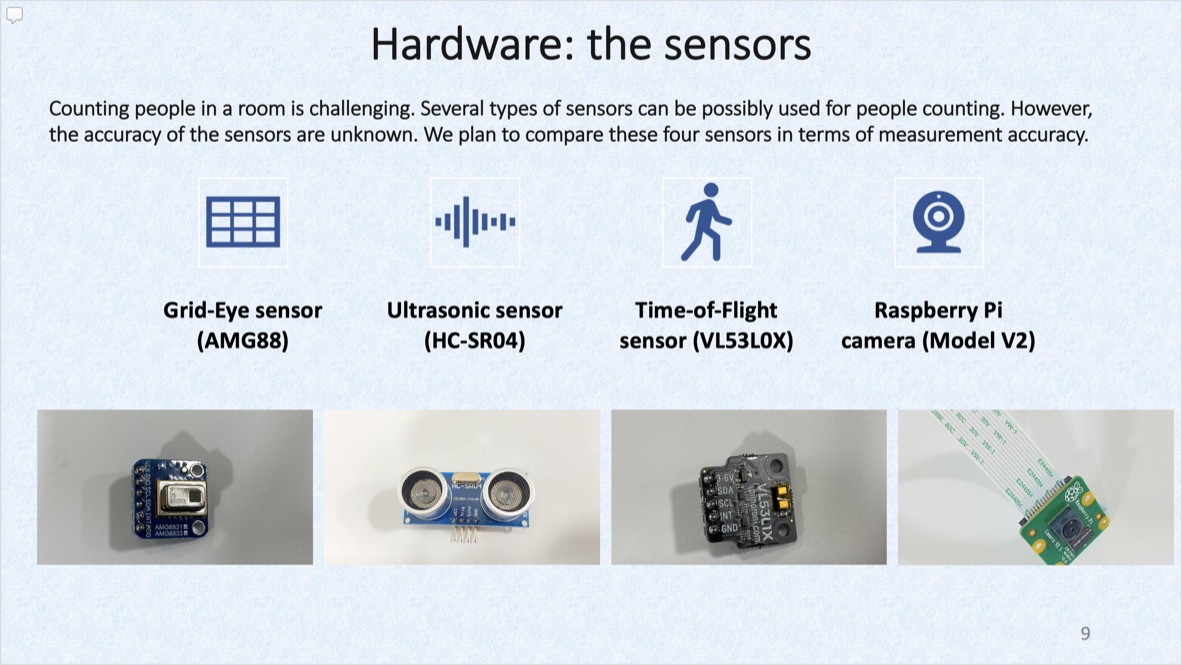 Hardware: the sensors
Counting people in a room is challenging. Several types of sensors can be possibly used for people counting. However,
the accuracy of the sensors are unknown. We plan to compare these four sensors in terms of measurement accuracy.
Grid-Eye sensor
(AMG88)
Ultrasonic sensor
(HC-SR04)
Time-of-Flight
sensor (VL53L0X)
Raspberry Pi
camera (Model V2)
AMG8831
AMG8833
HC-SR04
3-6V
SDA
SCL
INT
GND
VL53L1X
9